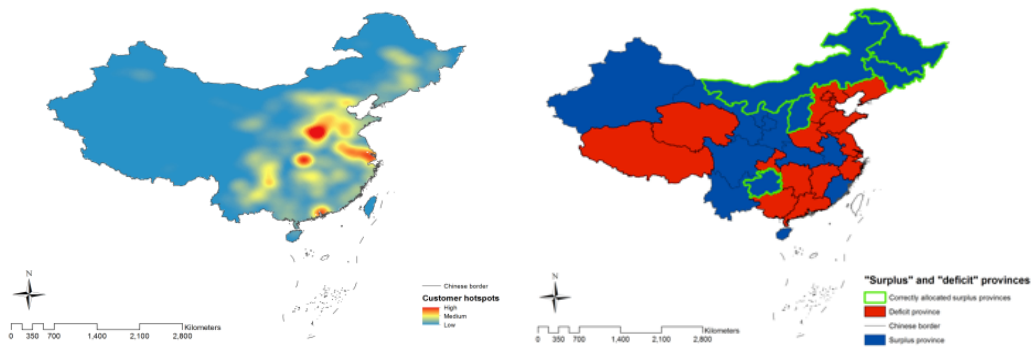 N
Kilometers
0 350 700 1,400 2,100 2,800
Chinese border
Customer hotspots
High
Medium
Low
N
Kilometers
0 350 700 1,400 2,100 2,800
"Surplus" and "deficit" provinces
Correctly allocated surplus provinces
Deficit province
Chinese border
Surplus province